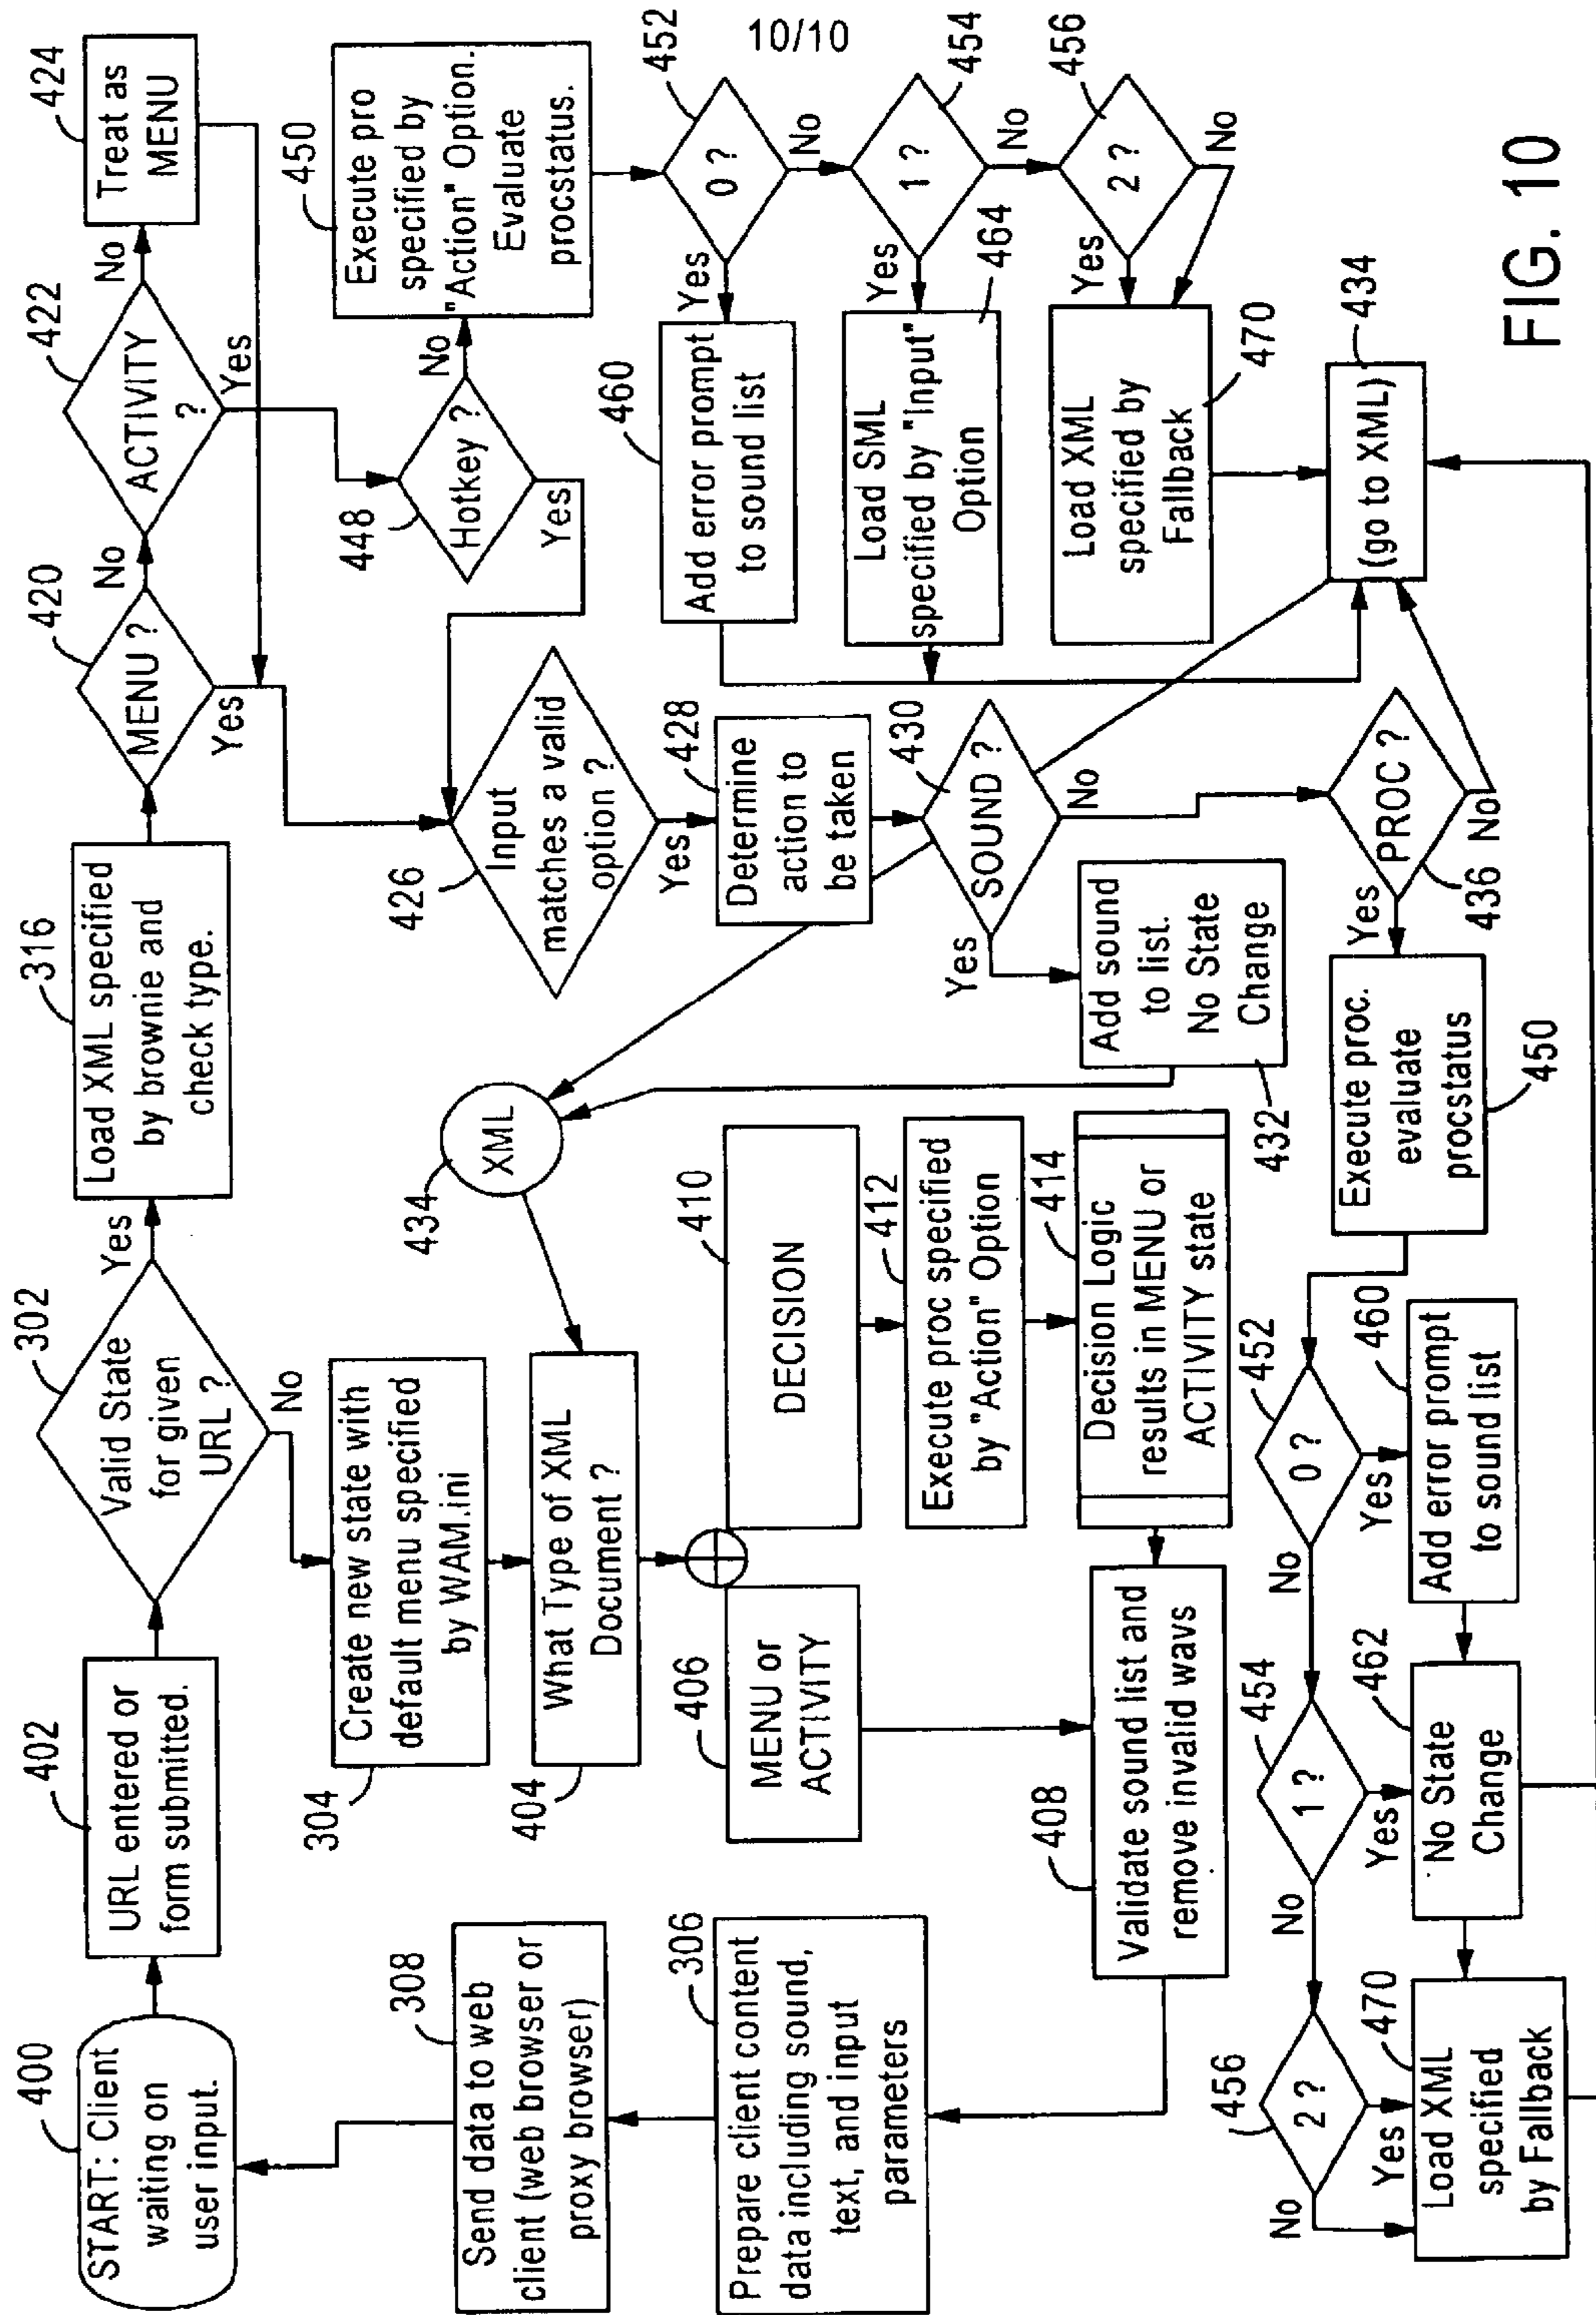 10/10
400
START: Client
waiting on
user input.
402
URL entered or
form submitted.
302
Valid State
for given
URL ?
Yes
No
316
Load XML specified
by brownie and
check type.
420
MENU ?
No
Yes
422
ACTIVITY
?
No
Yes
424
Treat as
MENU
448
Hotkey ?
No
Yes
450
Execute pro
specified by
"Action" Option.
Evaluate
procstatus.
452
0 ?
Yes
No
454
1 ?
Yes
No
456
2 ?
Yes
No
460
Add error prompt
to sound list
464
Load SML
specified by "Input"
Option
470
Load XML
specified by
Fallback
434
(go to XML)
304
Create new state with
default menu specified
by WAM.ini
404
What Type of XML
Document ?
434
XML
426
Input
matches a valid
option ?
Yes
428
Determine
action to
be taken
430
SOUND ?
Yes
No
432
Add sound
to list.
No State
Change
436
PROC ?
Yes
No
450
Execute proc.
evaluate
procstatus
406
MENU or
ACTIVITY
410
DECISION
412
Execute proc specified
by "Action" Option
414
Decision Logic
results in MENU or
ACTIVITY state
408
Validate sound list and
remove invalid wavs
306
Prepare client content
data including sound,
text, and input
parameters
308
Send data to web
client (web browser or
proxy browser)
452
0 ?
Yes
No
454
1 ?
Yes
No
456
2 ?
Yes
No
460
Add error prompt
to sound list
462
No State
Change
470
Load XML
specified
by Fallback
FIG. 10